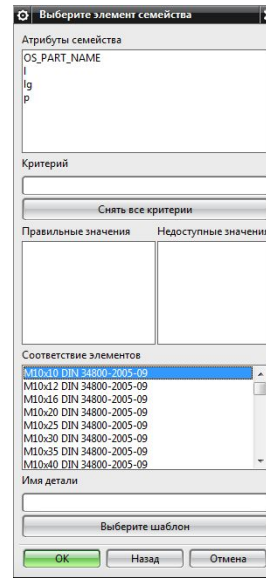 Выберите элемент семейства
Атрибуты семейства
OS_PART_NAME
l
lg
p
Критерий
Снять все критерии
Правильные значения Недоступные значения
Соответствие элементов
M10x10 DIN 34800-2005-09
M10x12 DIN 34800-2005-09
M10x16 DIN 34800-2005-09
M10x20 DIN 34800-2005-09
M10x25 DIN 34800-2005-09
M10x30 DIN 34800-2005-09
M10x35 DIN 34800-2005-09
M10x40 DIN 34800-2005-09
Имя детали
Выберите шаблон
OK Назад Отмена